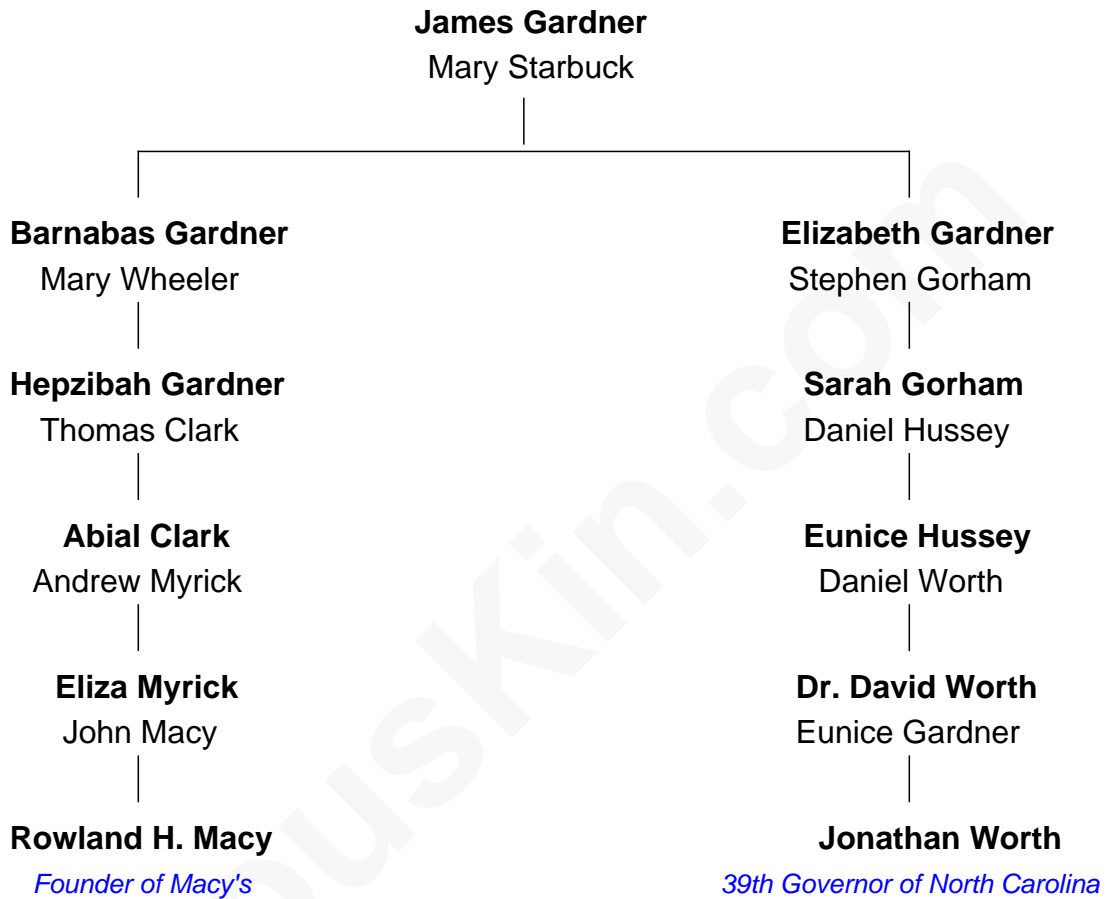 James Gardner
Mary Starbuck
Barnabas Gardner
Mary Wheeler
Elizabeth Gardner
Stephen Gorham
Hepzibah Gardner
Thomas Clark
Sarah Gorham
Daniel Hussey
Abial Clark
Andrew Myrick
Eunice Hussey
Daniel Worth
Eliza Myrick
John Macy
Dr. David Worth
Eunice Gardner
Rowland H. Macy
Founder of Macy's
Jonathan Worth
39th Governor of North Carolina
ousKin.com